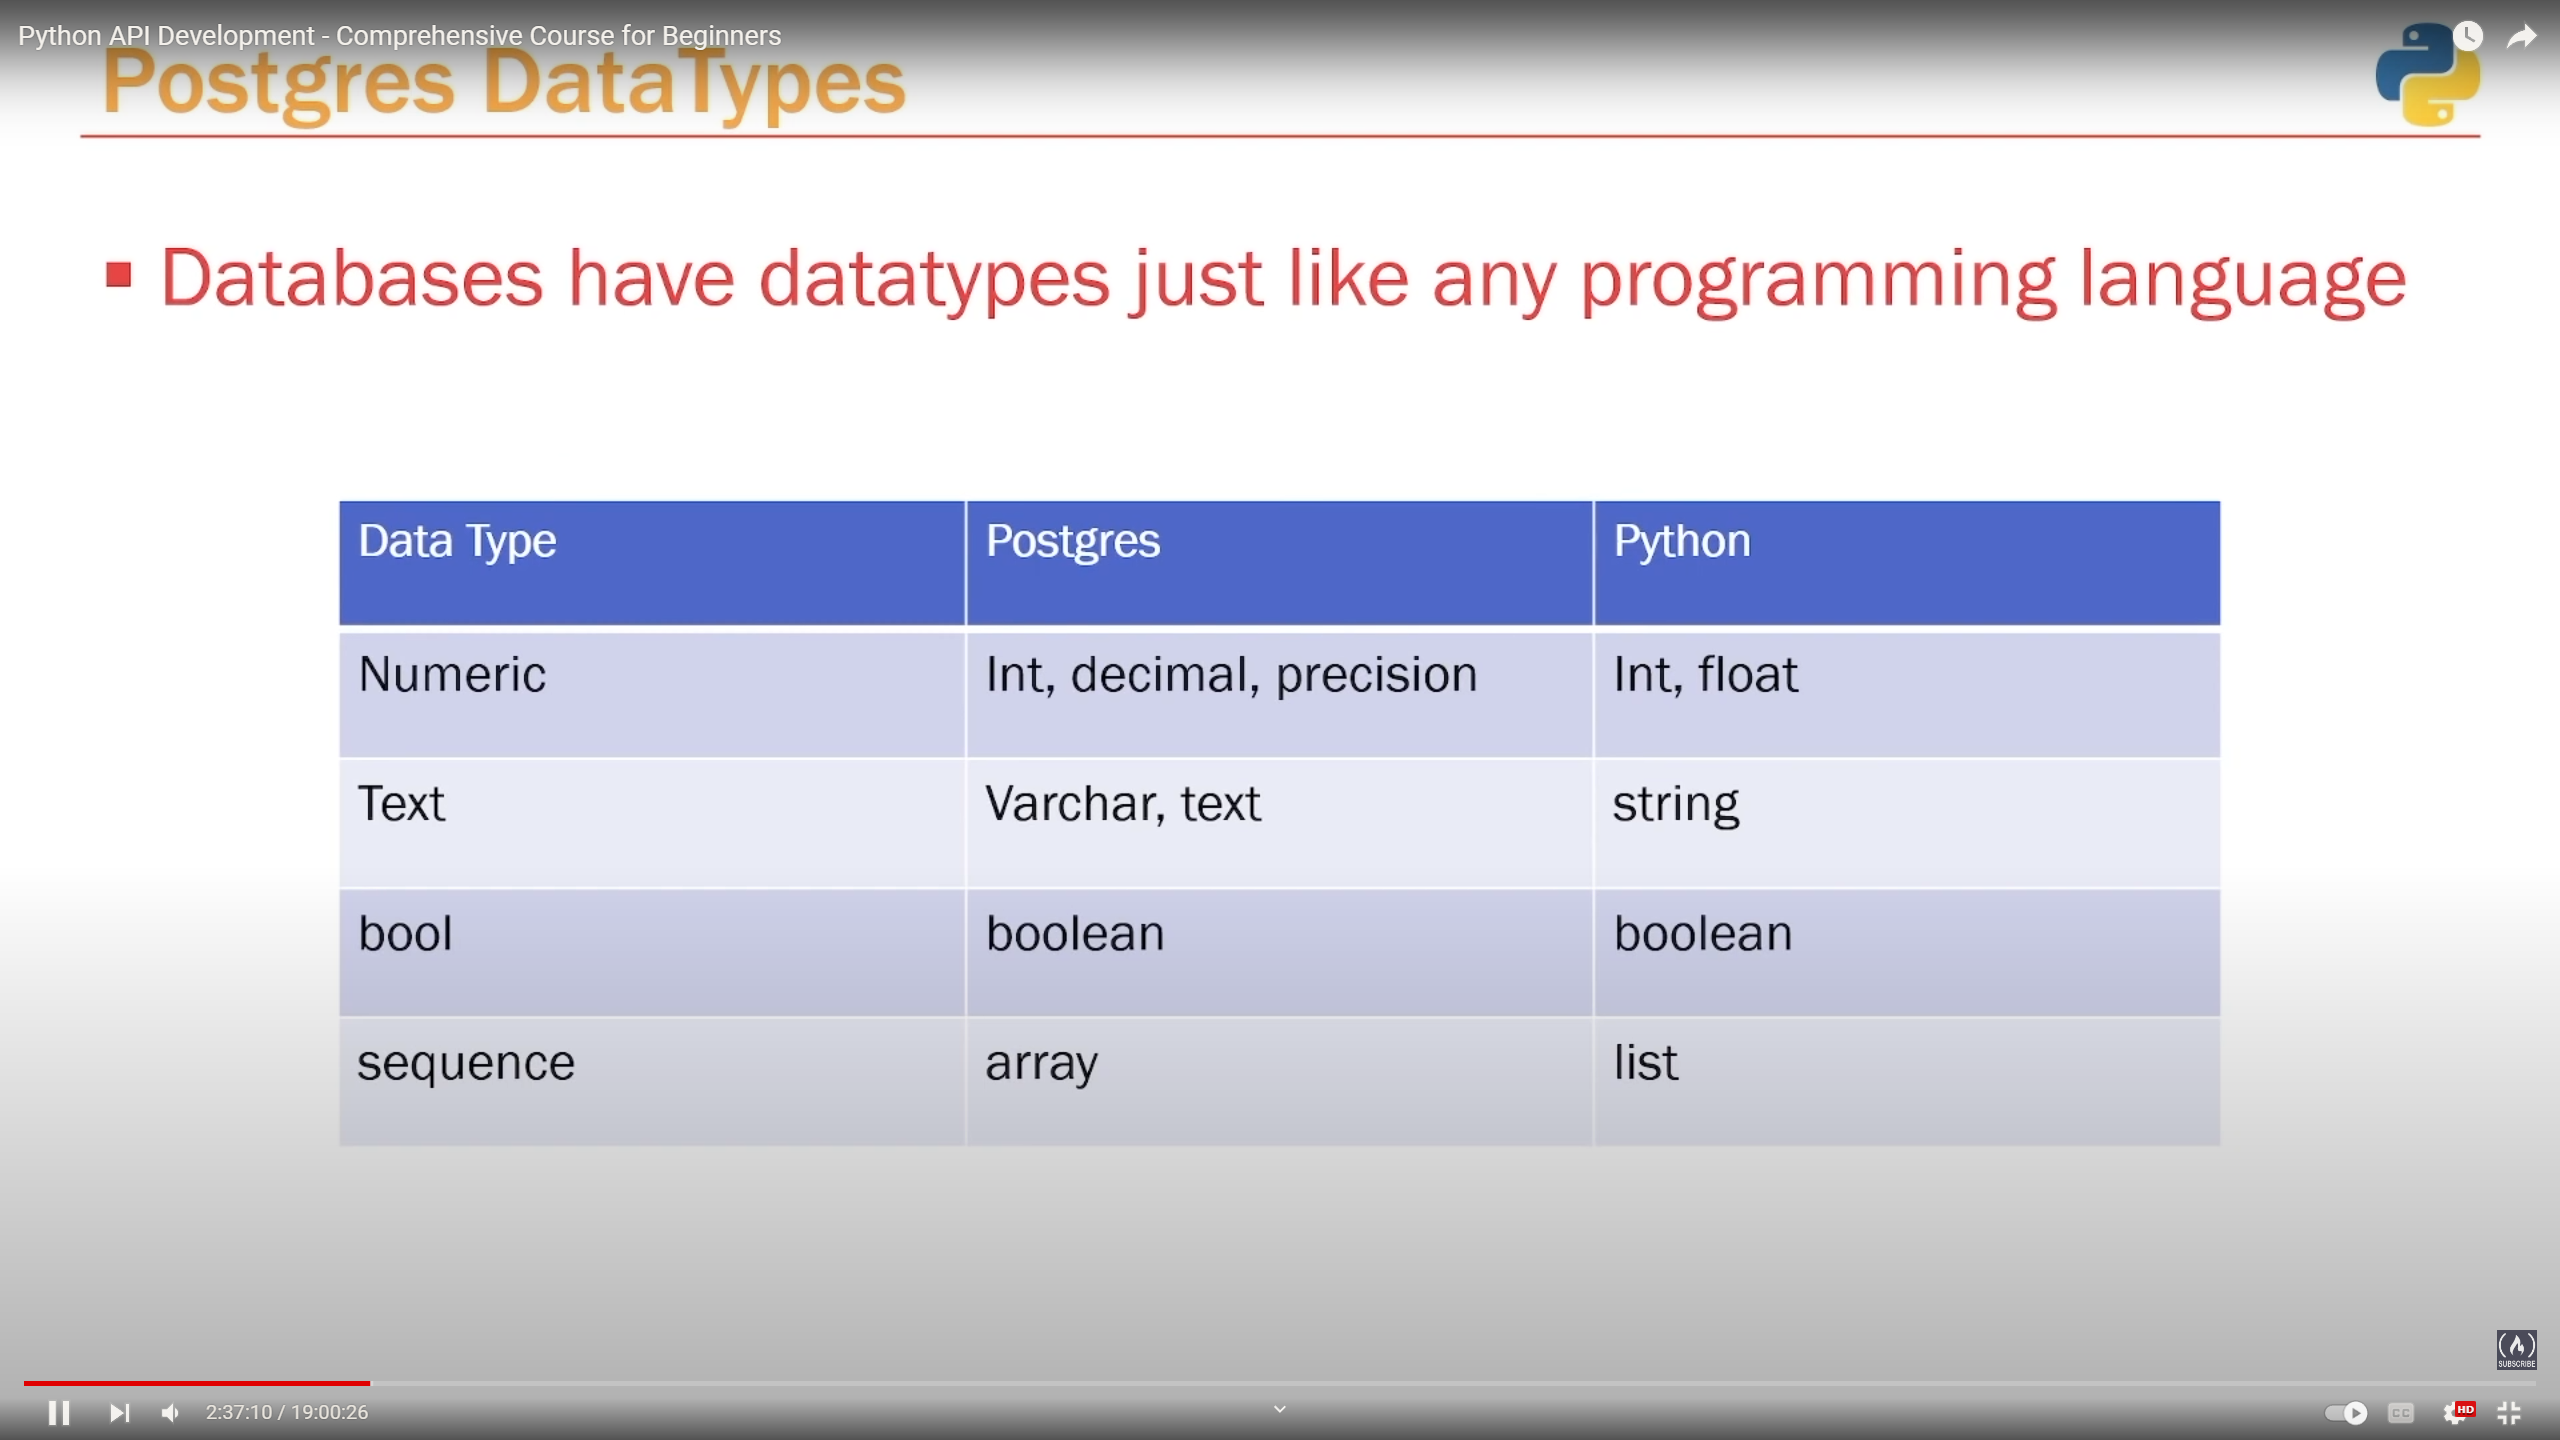 Python API Development - Comprehensive Course for Beginners
Postgres DataTypes
Databases have datatypes just like any programming language
Data Type Postgres Python
Numeric Int, decimal, precision Int, float
Text Varchar, text string
bool boolean boolean
sequence array list
SUBSCRIBE
2:37:10 / 19:00:26
CC
HD